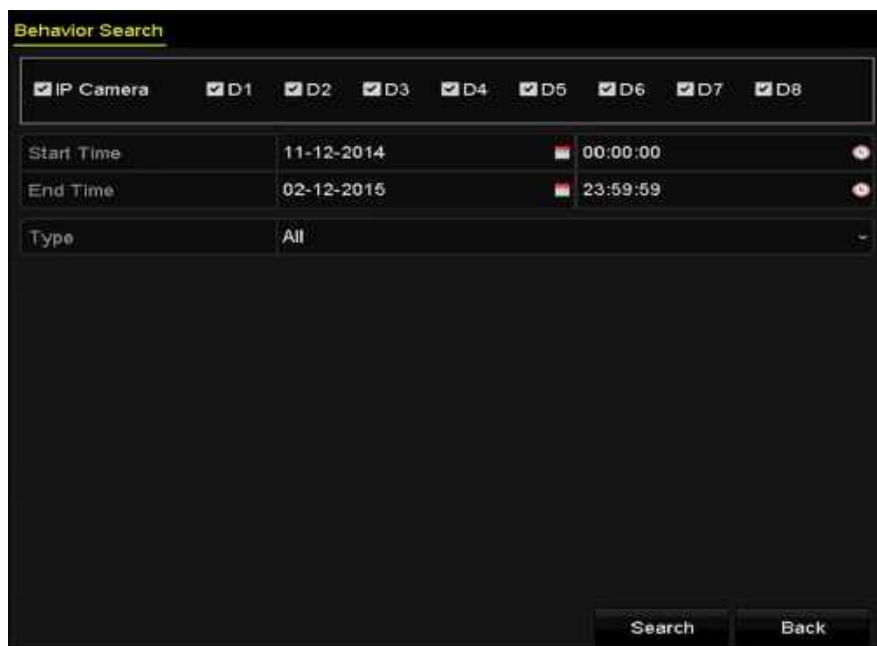 Behavior Search
IP Camera D1 D2 D3 D4 D5 D6 D7 D8
Start Time 11-12-2014 00:00:00
End Time 02-12-2015 23:59:59
Type All
Search Back